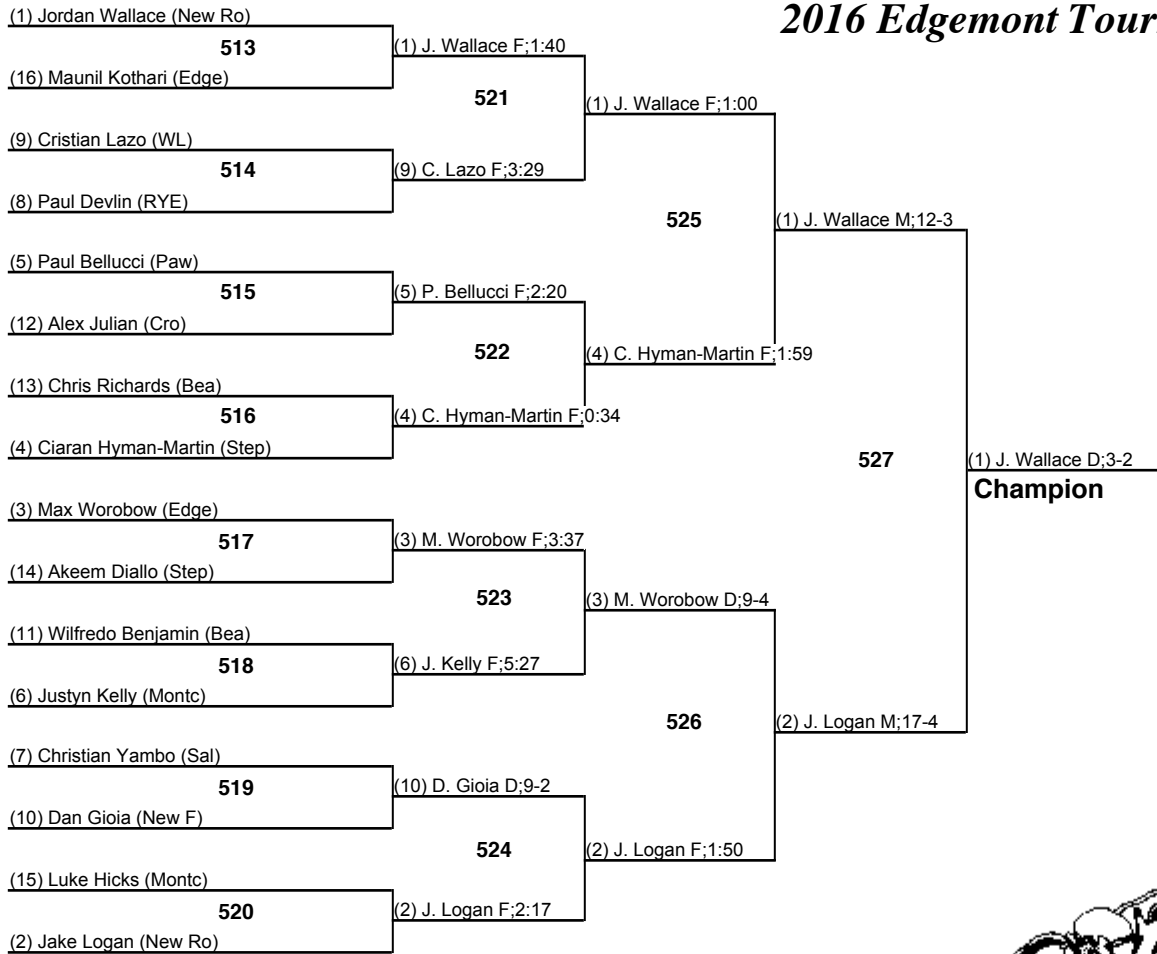 2016 Edgemont Tour
(1) Jordan Wallace (New Ro)
513
(16) Maunil Kothari (Edge)
(9) Cristian Lazo (WL)
514
(8) Paul Devlin (RYE)
(5) Paul Bellucci (Paw)
515
(12) Alex Julian (Cro)
(13) Chris Richards (Bea)
516
(4) Ciaran Hyman-Martin (Step)
(3) Max Worobow (Edge)
517
(14) Akeem Diallo (Step)
(11) Wilfredo Benjamin (Bea)
518
(6) Justyn Kelly (Montc)
(7) Christian Yambo (Sal)
519
(10) Dan Gioia (New F)
(15) Luke Hicks (Montc)
520
(2) Jake Logan (New Ro)
(1) J. Wallace F;1:40
521
(9) C. Lazo F;3:29
(5) P. Bellucci F;2:20
522
(4) C. Hyman-Martin F;0:34
(3) M. Worobow F;3:37
523
(6) J. Kelly F;5:27
(10) D. Gioia D;9-2
524
(2) J. Logan F;2:17
(1) J. Wallace F;1:00
525
(4) C. Hyman-Martin F;1:59
(3) M. Worobow D;9-4
526
(2) J. Logan F;1:50
(1) J. Wallace M;12-3
527
(2) J. Logan M;17-4
(1) J. Wallace D;3-2
Champion